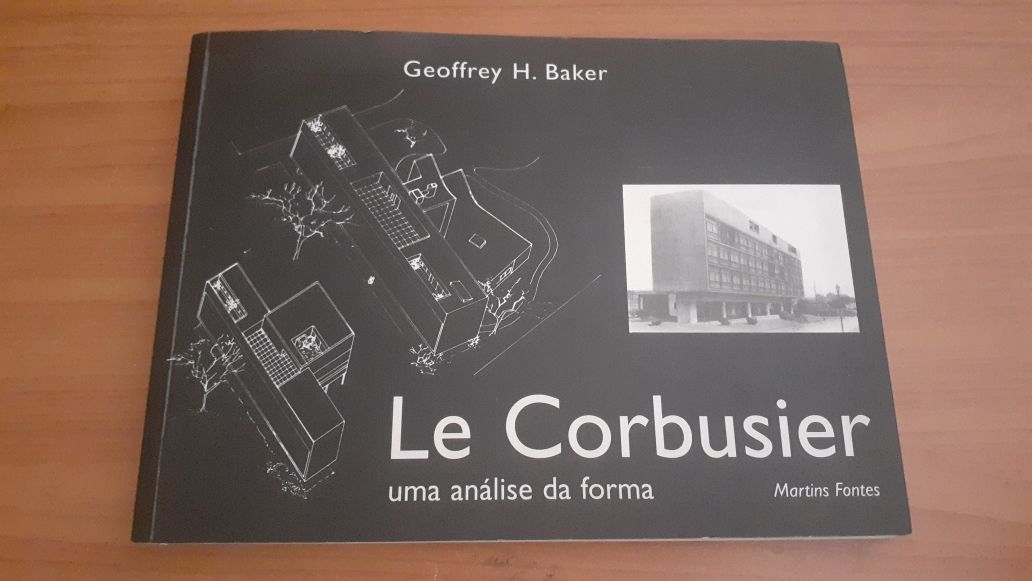 Geoffrey H. Baker
Le Corbusier
uma análise da forma
Martins Fontes